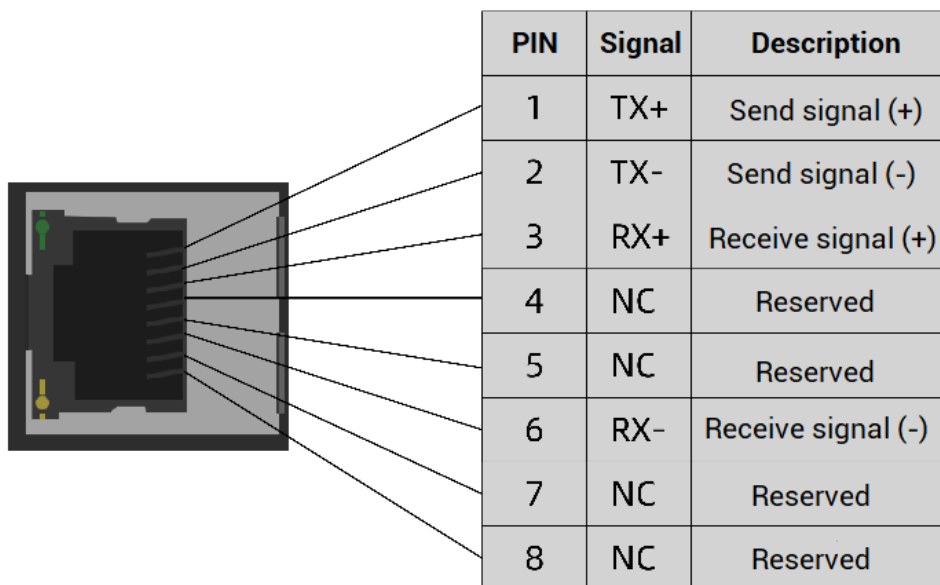 PIN Signal Description
1 TX+ Send signal (+)
2 TX- Send signal (-)
3 RX+ Receive signal (+)
4 NC Reserved
5 NC Reserved
6 RX- Receive signal (-)
7 NC Reserved
8 NC Reserved